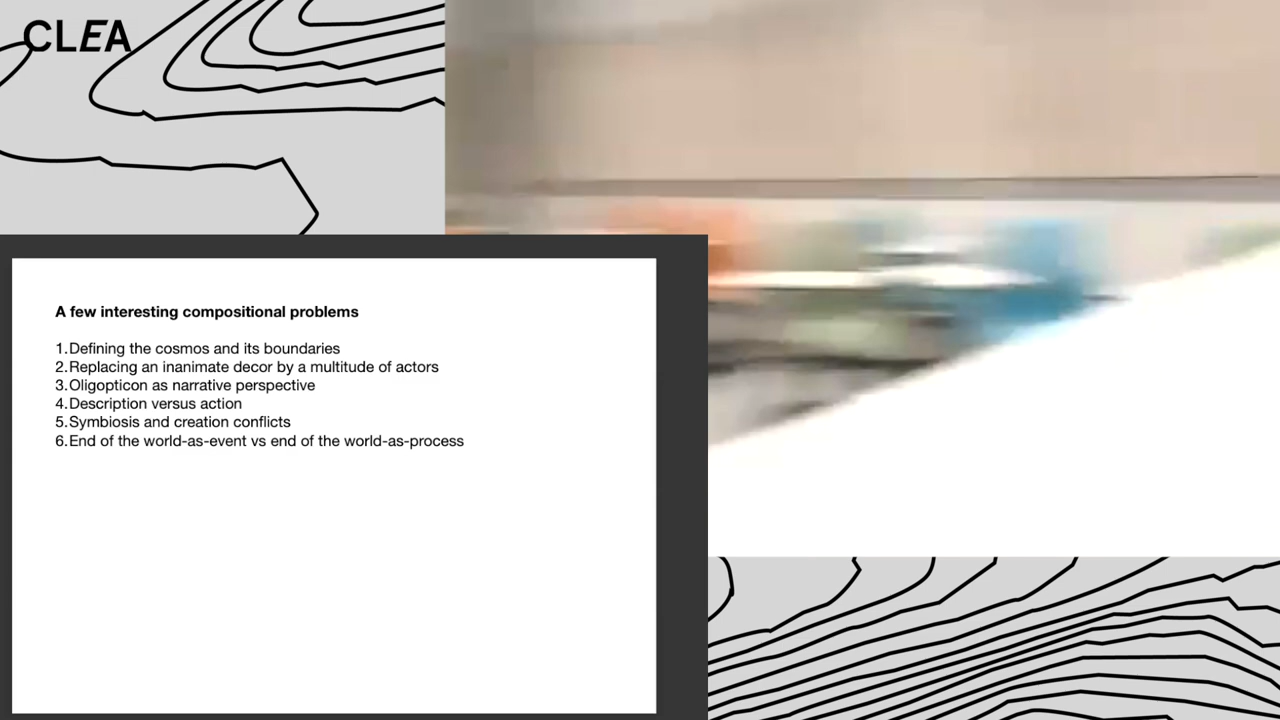 CLEA
A few interesting compositional problems
1.Defining the cosmos and its boundaries
2.Replacing an inanimate decor by a multitude of actors
3.Oligopticon as narrative perspective
4.Description versus action
5.Symbiosis and creation conflicts
6.End of the world-as-event vs end of the world-as-process